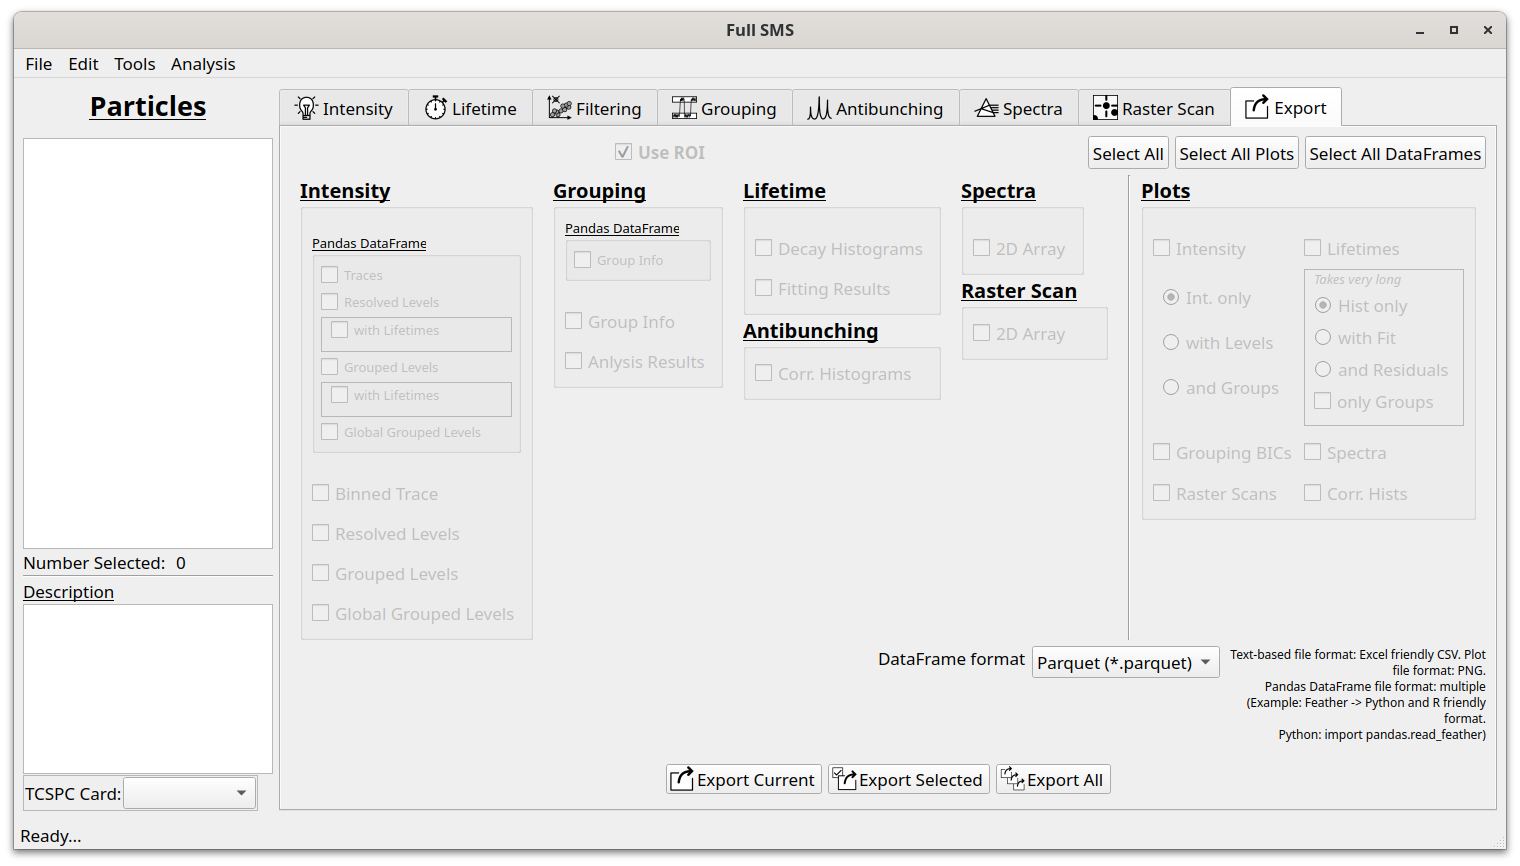 Full SMS
File Edit Tools Analysis
Particles
Number Selected: 0
Description
TCSPC Card:
Ready...
Intensity Lifetime Filtering Grouping Antibunching Spectra Raster Scan Export
Use ROI
Select All Select All Plots Select All DataFrames
Intensity
Pandas DataFrame
Traces
Resolved Levels
with Lifetimes
Grouped Levels
with Lifetimes
Global Grouped Levels
Binned Trace
Resolved Levels
Grouped Levels
Global Grouped Levels
Grouping
Pandas DataFrame
Group Info
Group Info
Anlysis Results
Lifetime
Decay Histograms
Fitting Results
Antibunching
Corr. Histograms
Spectra
2D Array
Raster Scan
2D Array
Plots
Intensity
Int. only
with Levels
and Groups
Lifetimes
Takes very long
Hist only
with Fit
and Residuals
only Groups
Grouping BICs Spectra
Raster Scans Corr. Hists
DataFrame format Parquet (*.parquet)
Text-based file format: Excel friendly CSV. Plot
file format: PNG.
Pandas DataFrame file format: multiple
(Example: Feather -> Python and R friendly
format.
Python: import pandas.read_feather)
Export Current Export Selected Export All